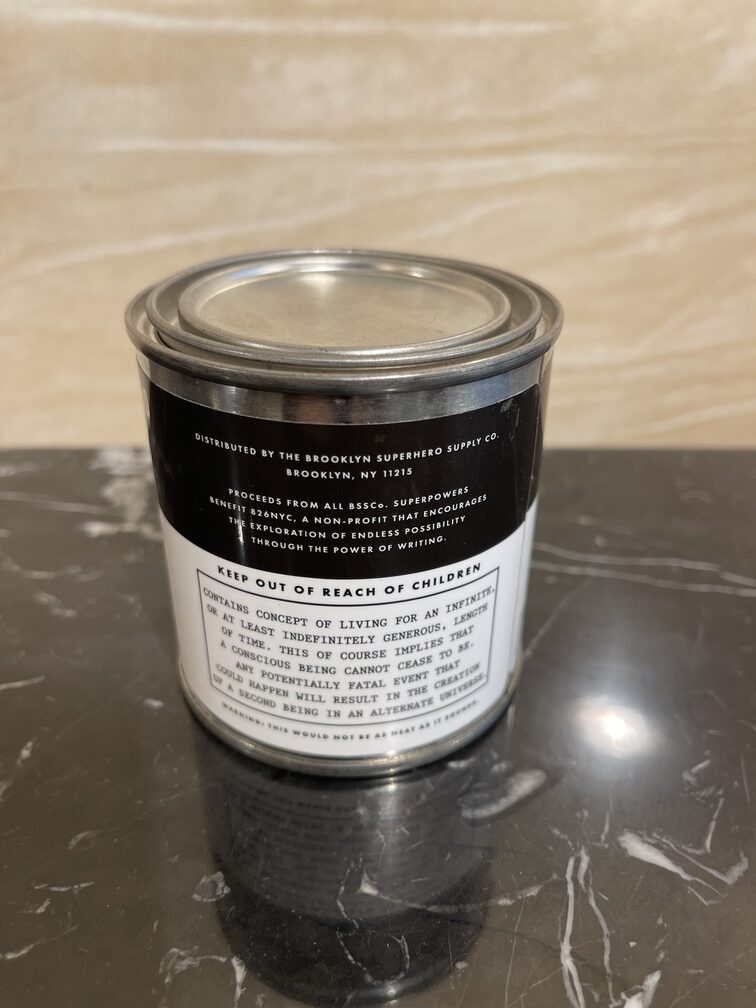 DISTRIBUTED BY THE BROOKLYN SUPERHERO SUPPLY CO.
BROOKLYN, NY 11215
PROCEEDS FROM ALL BSSCo. SUPERPOWERS
BENEFIT 826NYC, A NON-PROFIT THAT ENCOURAGES
THE EXPLORATION OF ENDLESS POSSIBILITY
THROUGH THE POWER OF WRITING.
KEEP OUT OF REACH OF CHILDREN
CONTAINS CONCEPT OF LIVING FOR AN INFINITE,
OR AT LEAST INDEFINITELY GENEROUS, LENGTH
OF TIME. THIS OF COURSE IMPLIES THAT
A CONSCIOUS BEING CANNOT CEASE TO BE.
ANY POTENTIALLY FATAL EVENT THAT
COULD HAPPEN WILL RESULT IN THE CREATION
OF A SECOND BEING IN AN ALTERNATE UNIVERSE.
WARNING: THIS WOULD NOT BE AS NEAT AS IT SOUNDS.